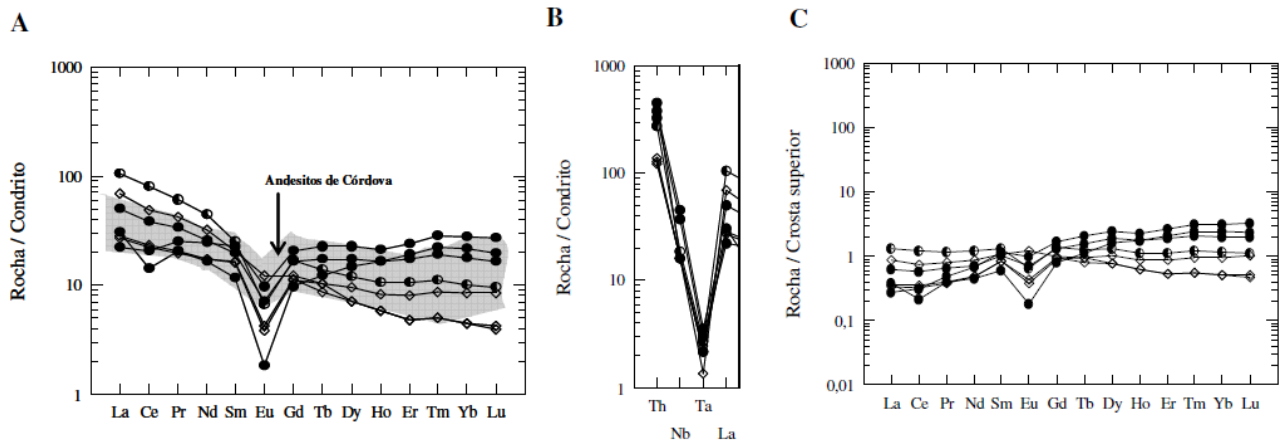 A
Rocha / Condrito
1000
100
10
1
Andesitos de Córdova
La Ce Pr Nd Sm Eu Gd Tb Dy Ho Er Tm Yb Lu
B
Rocha / Condrito
1000
100
10
1
Th Ta
Nb La
C
Rocha / Crosta superior
1000
100
10
1
0,1
0,01
La Ce Pr Nd Sm Eu Gd Tb Dy Ho Er Tm Yb Lu